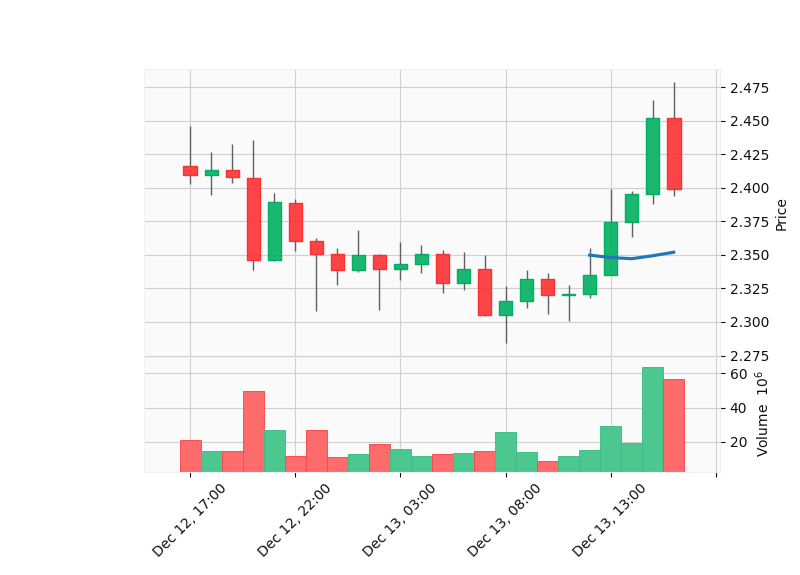 2.475
2.450
2.425
2.400
2.375
2.350
2.325
2.300
2.275
Price
60
40
20
Volume 10⁶
Dec 12, 17:00
Dec 12, 22:00
Dec 13, 03:00
Dec 13, 08:00
Dec 13, 13:00